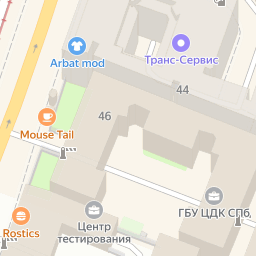 Arbat mod
Транс-Сервис
44
46
Mouse Tail
ГБУ ЦДК СПб,
Центр
тестирования
Rostics